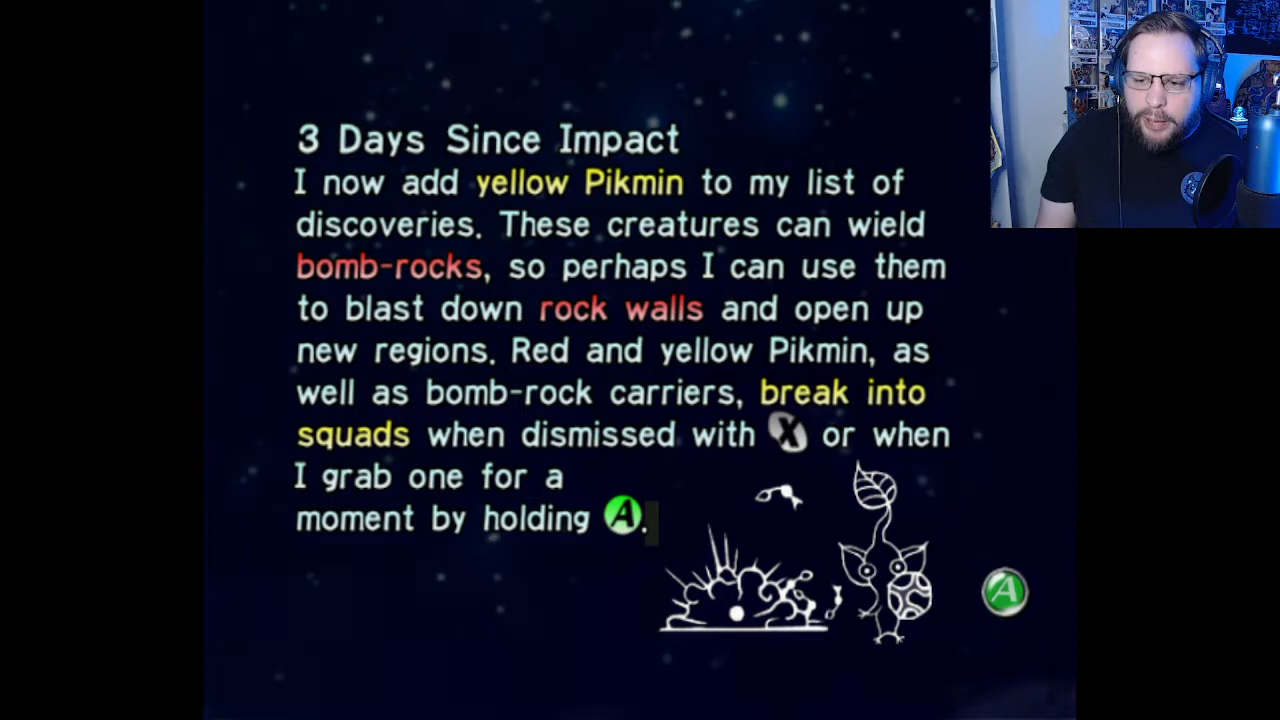 3 Days Since Impact
I now add yellow Pikmin to my list of
discoveries. These creatures can wield
bomb-rocks, so perhaps I can use them
to blast down rock walls and open up
new regions. Red and yellow Pikmin, as
well as bomb-rock carriers, break into
squads when dismissed with X or when
I grab one for a
moment by holding A.
A